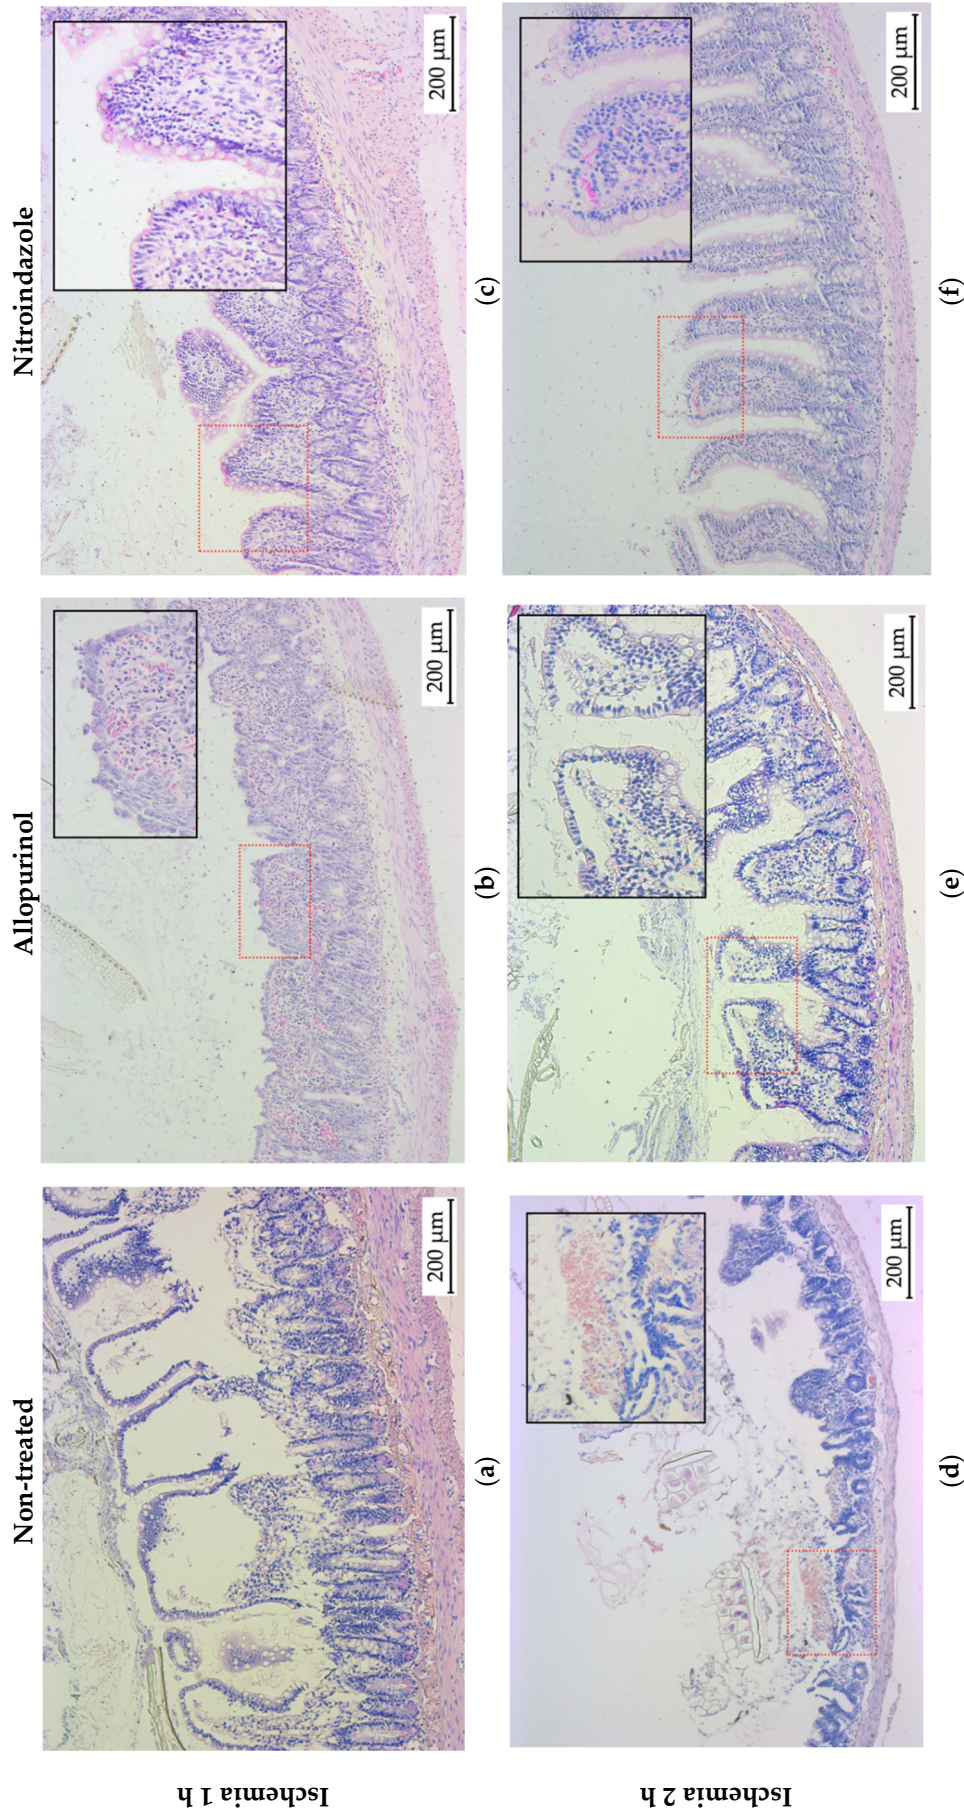 Non-treated Allopurinol Nitroindazole
Ischemia 1 h
200 µm 200 µm 200 µm
(a) (b) (c)
Ischemia 2 h
200 µm 200 µm 200 µm
(d) (e) (f)